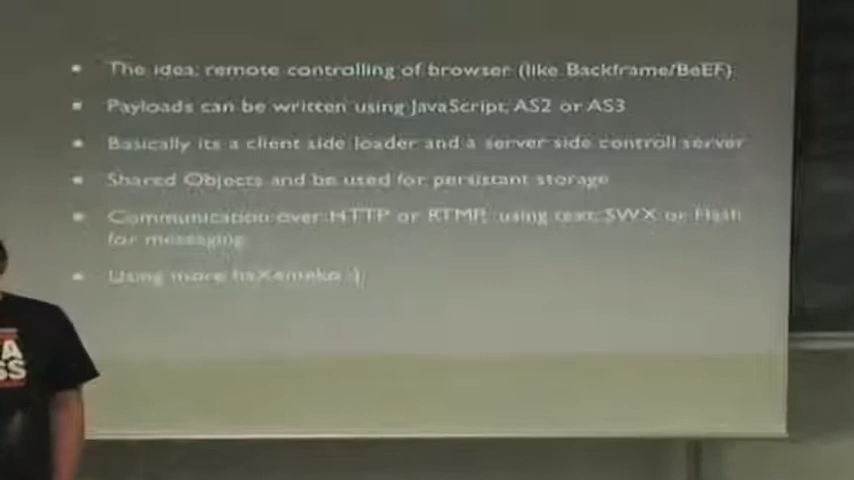 The idea: remote controlling of browser (like Backframe/BeEF)
Payloads can be written using JavaScript, AS2 or AS3
Basically its a client side loader and a server side controll server
Shared Objects and be used for persistant storage
Communication over HTTP or RTMP, using text, SWX or Flash
for messaging
Using more haXe :)
A
SS